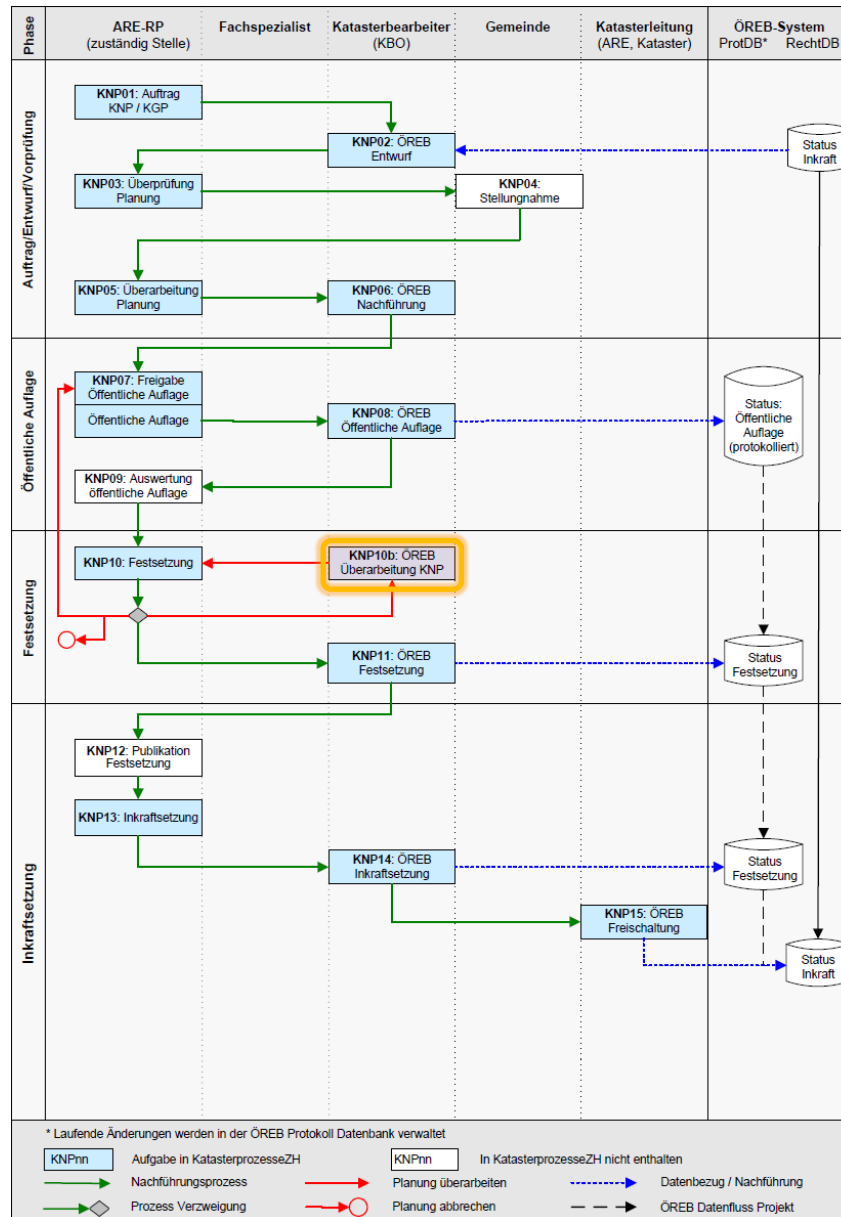 Phase
ARE-RP
(zuständig Stelle)
Fachspezialist
Katasterbearbeiter
(KBO)
Gemeinde
Katasterleitung
(ARE, Kataster)
ÖREB-System
ProtDB* RechtDB
Auftrag/Entwurf/Vorprüfung
KNP01: Auftrag
KNP / KGP
KNP02: ÖREB
Entwurf
Status
Inkraft
KNP03: Überprüfung
Planung
KNP04:
Stellungnahme
KNP05: Überarbeitung
Planung
KNP06: ÖREB
Nachführung
Öffentliche Auflage
KNP07: Freigabe
Öffentliche Auflage
Öffentliche Auflage
KNP08: ÖREB
Öffentliche Auflage
Status:
Öffentliche
Auflage
(protokolliert)
KNP09: Auswertung
öffentliche Auflage
Festsetzung
KNP10: Festsetzung
KNP10b: ÖREB
Überarbeitung KNP
KNP11: ÖREB
Festsetzung
Status
Festsetzung
Inkraftsetzung
KNP12: Publikation
Festsetzung
KNP13: Inkraftsetzung
KNP14: ÖREB
Inkraftsetzung
Status
Festsetzung
KNP15: ÖREB
Freischaltung
Status
Inkraft
* Laufende Änderungen werden in der ÖREB Protokoll Datenbank verwaltet
KNPnn Aufgabe in KatasterprozesseZH KNPnn In KatasterprozesseZH nicht enthalten
Nachführungsprozess Planung überarbeiten Datenbezug / Nachführung
Prozess Verzweigung Planung abbrechen ÖREB Datenfluss Projekt